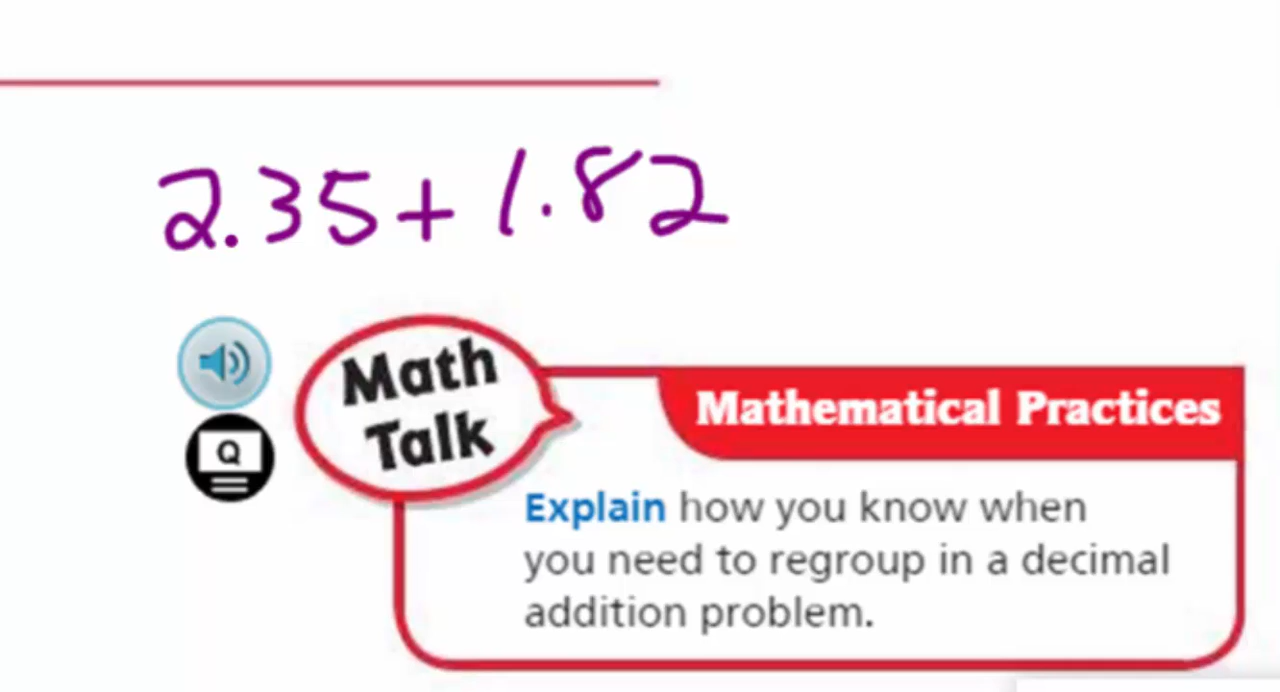 2.35+1.82
Math
Talk
Mathematical Practices
Q
Explain how you know when
you need to regroup in a decimal
addition problem.